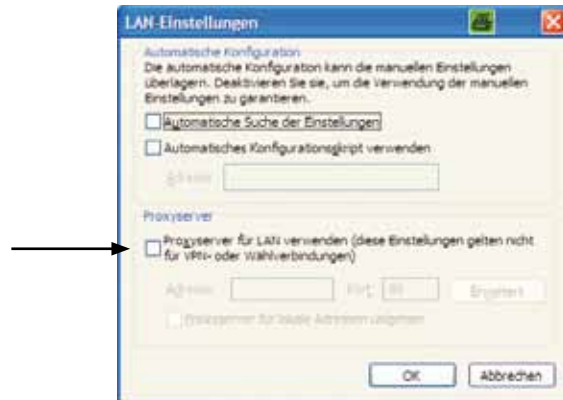 LAN-Einstellungen
Automatische Konfiguration
Die automatische Konfiguration kann die manuellen Einstellungen
überlagern. Deaktivieren Sie sie, um die Verwendung der manuellen
Einstellungen zu garantieren.
Automatische Suche der Einstellungen
Automatisches Konfigurationsskript verwenden
Adresse
Proxyserver
Proxyserver für LAN verwenden (diese Einstellungen gelten nicht
für VPN- oder Wählverbindungen)
Adresse: Port: 80 Erweitert
Proxyserver für lokale Adressen umgehen
OK Abbrechen